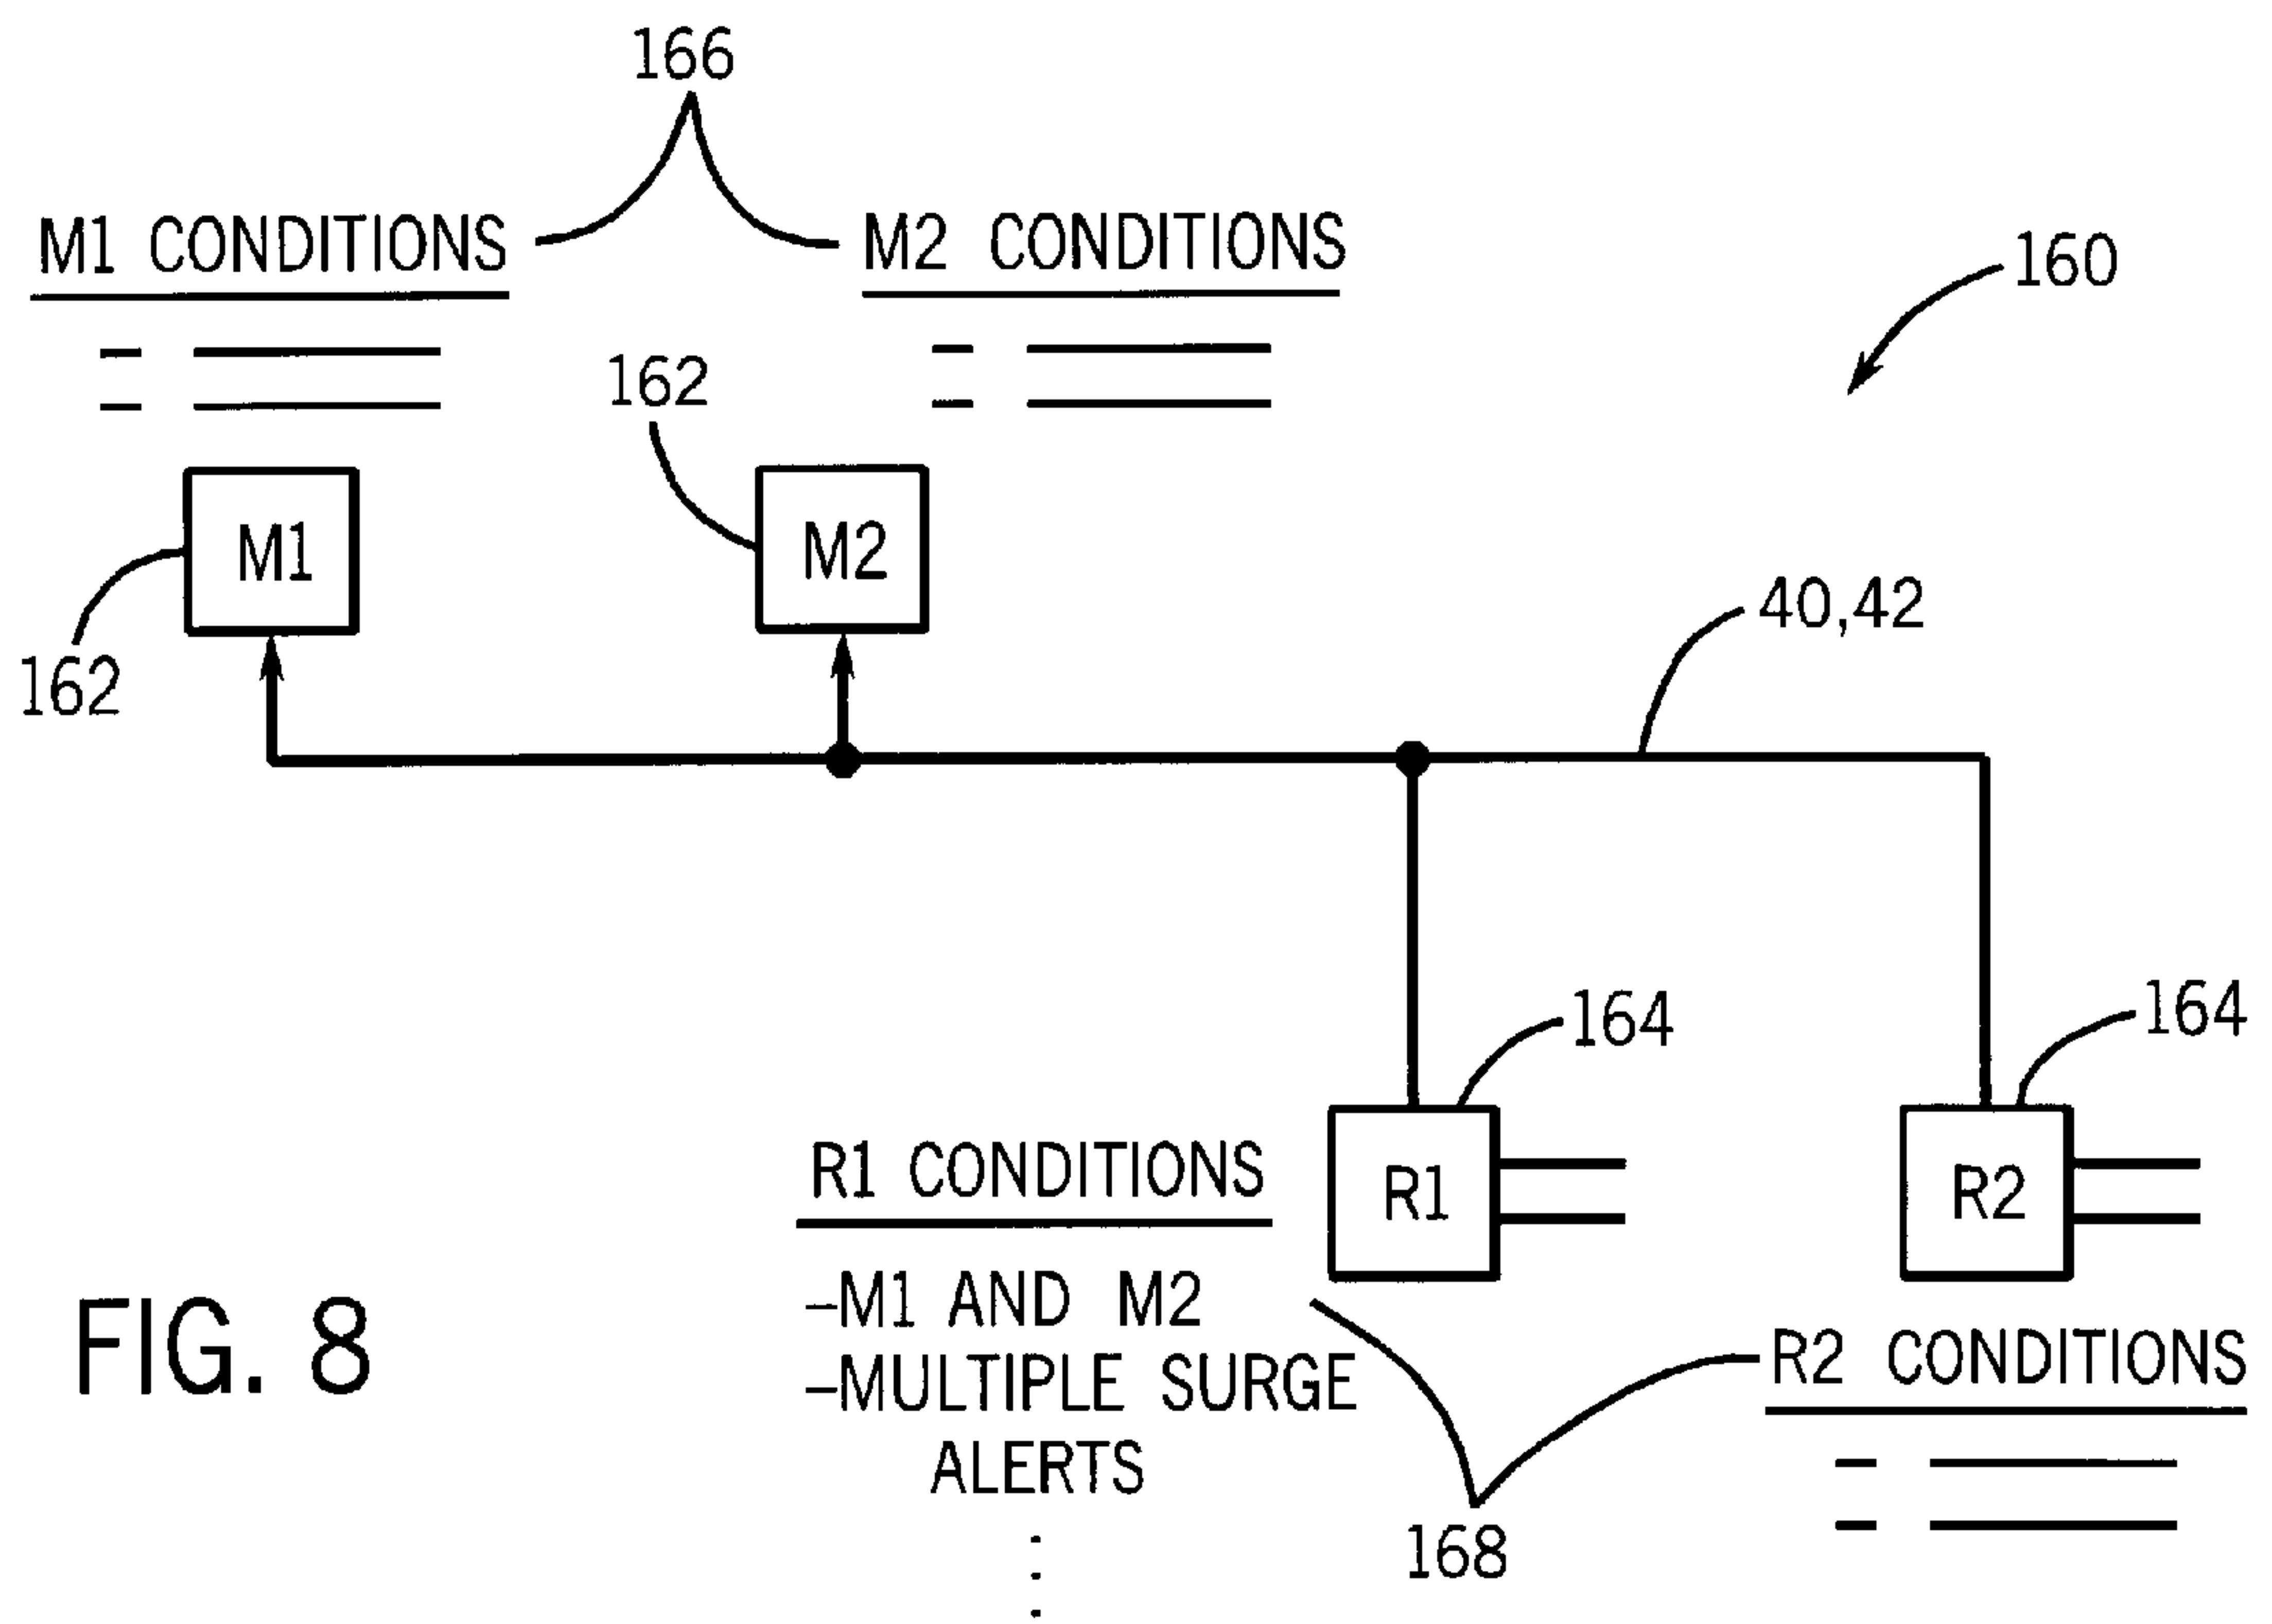 166
M1 CONDITIONS
M2 CONDITIONS
160
162
M1
M2
162
40,42
164
164
R1 CONDITIONS
R1
R2
–M1 AND M2
–MULTIPLE SURGE
ALERTS
R2 CONDITIONS
168
FIG. 8